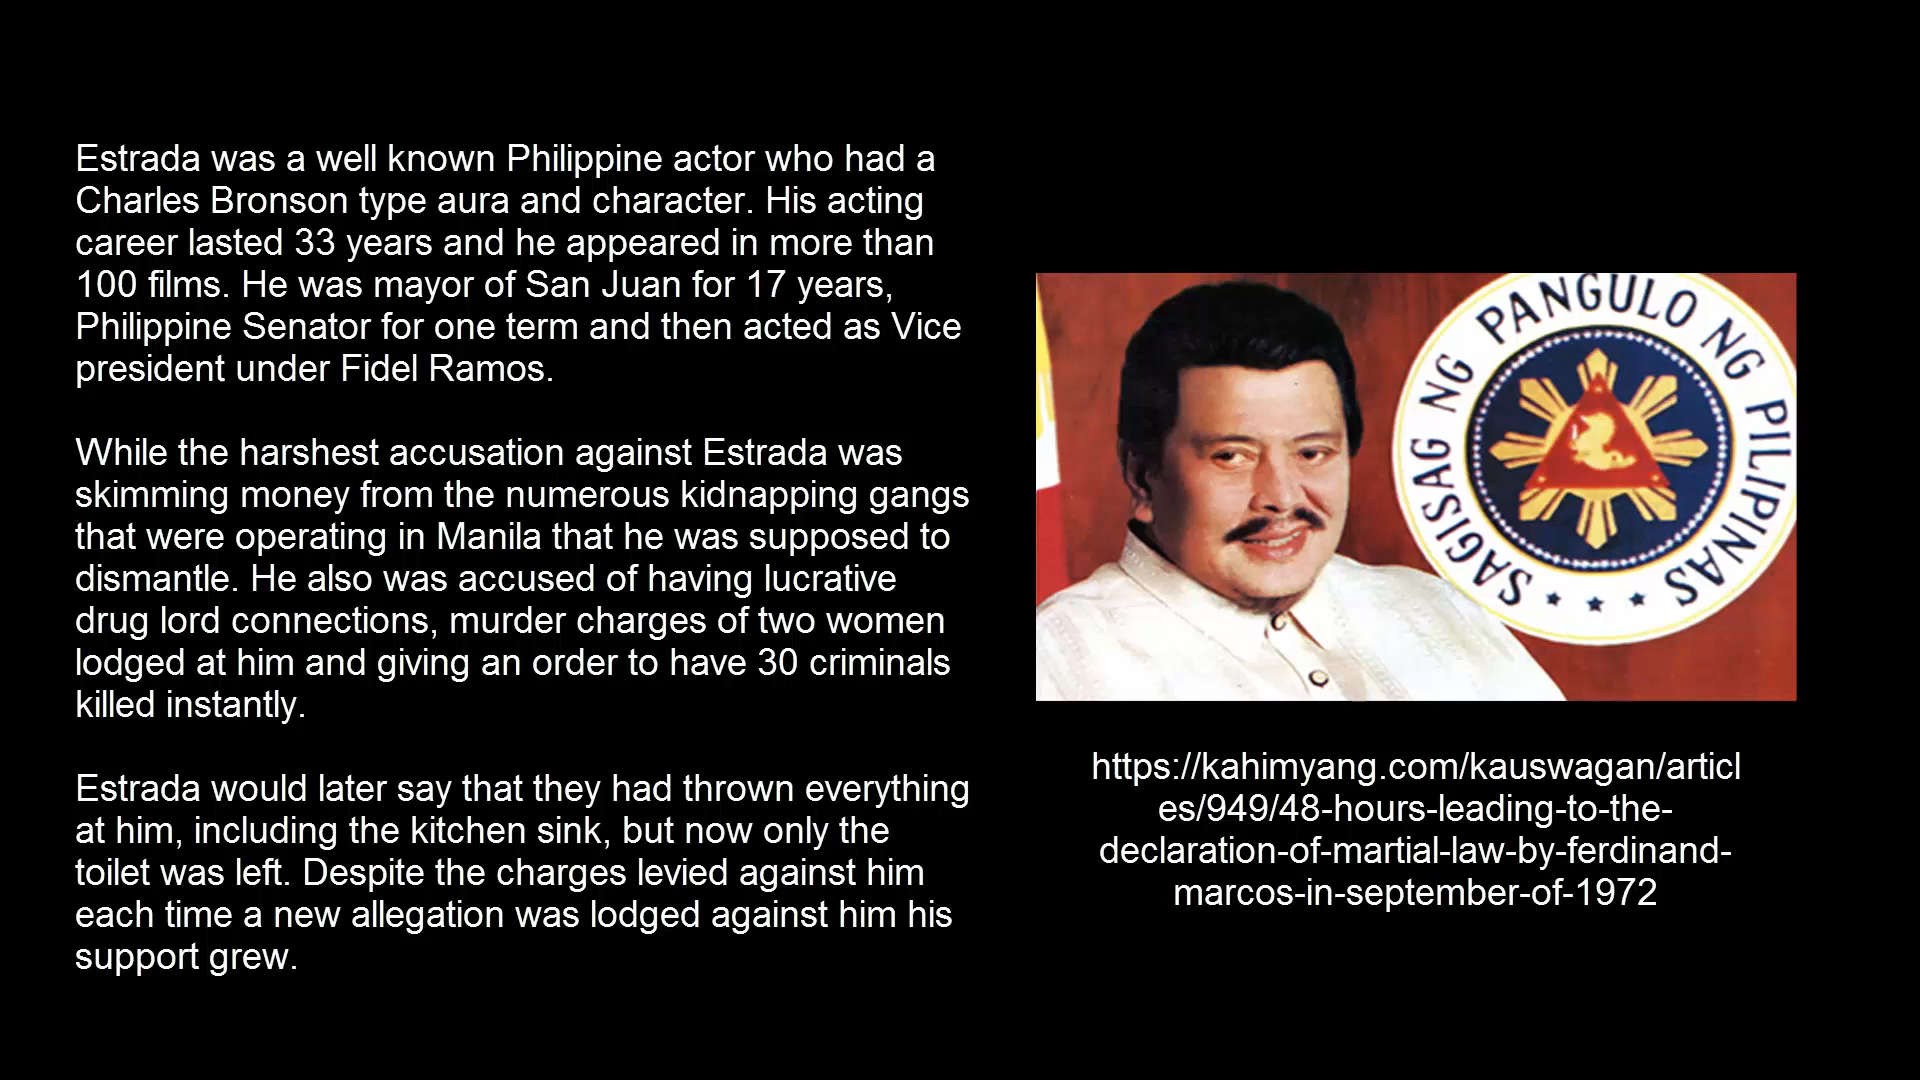 Estrada was a well known Philippine actor who had a
Charles Bronson type aura and character. His acting
career lasted 33 years and he appeared in more than
100 films. He was mayor of San Juan for 17 years,
Philippine Senator for one term and then acted as Vice
president under Fidel Ramos.
While the harshest accusation against Estrada was
skimming money from the numerous kidnapping gangs
that were operating in Manila that he was supposed to
dismantle. He also was accused of having lucrative
drug lord connections, murder charges of two women
lodged at him and giving an order to have 30 criminals
killed instantly.
Estrada would later say that they had thrown everything
at him, including the kitchen sink, but now only the
toilet was left. Despite the charges levied against him
each time a new allegation was lodged against him his
support grew.
SAGISAG NG PANGULO NG PILIPINAS
https://kahimyang.com/kauswagan/articl
es/949/48-hours-leading-to-the-
declaration-of-martial-law-by-ferdinand-
marcos-in-september-of-1972